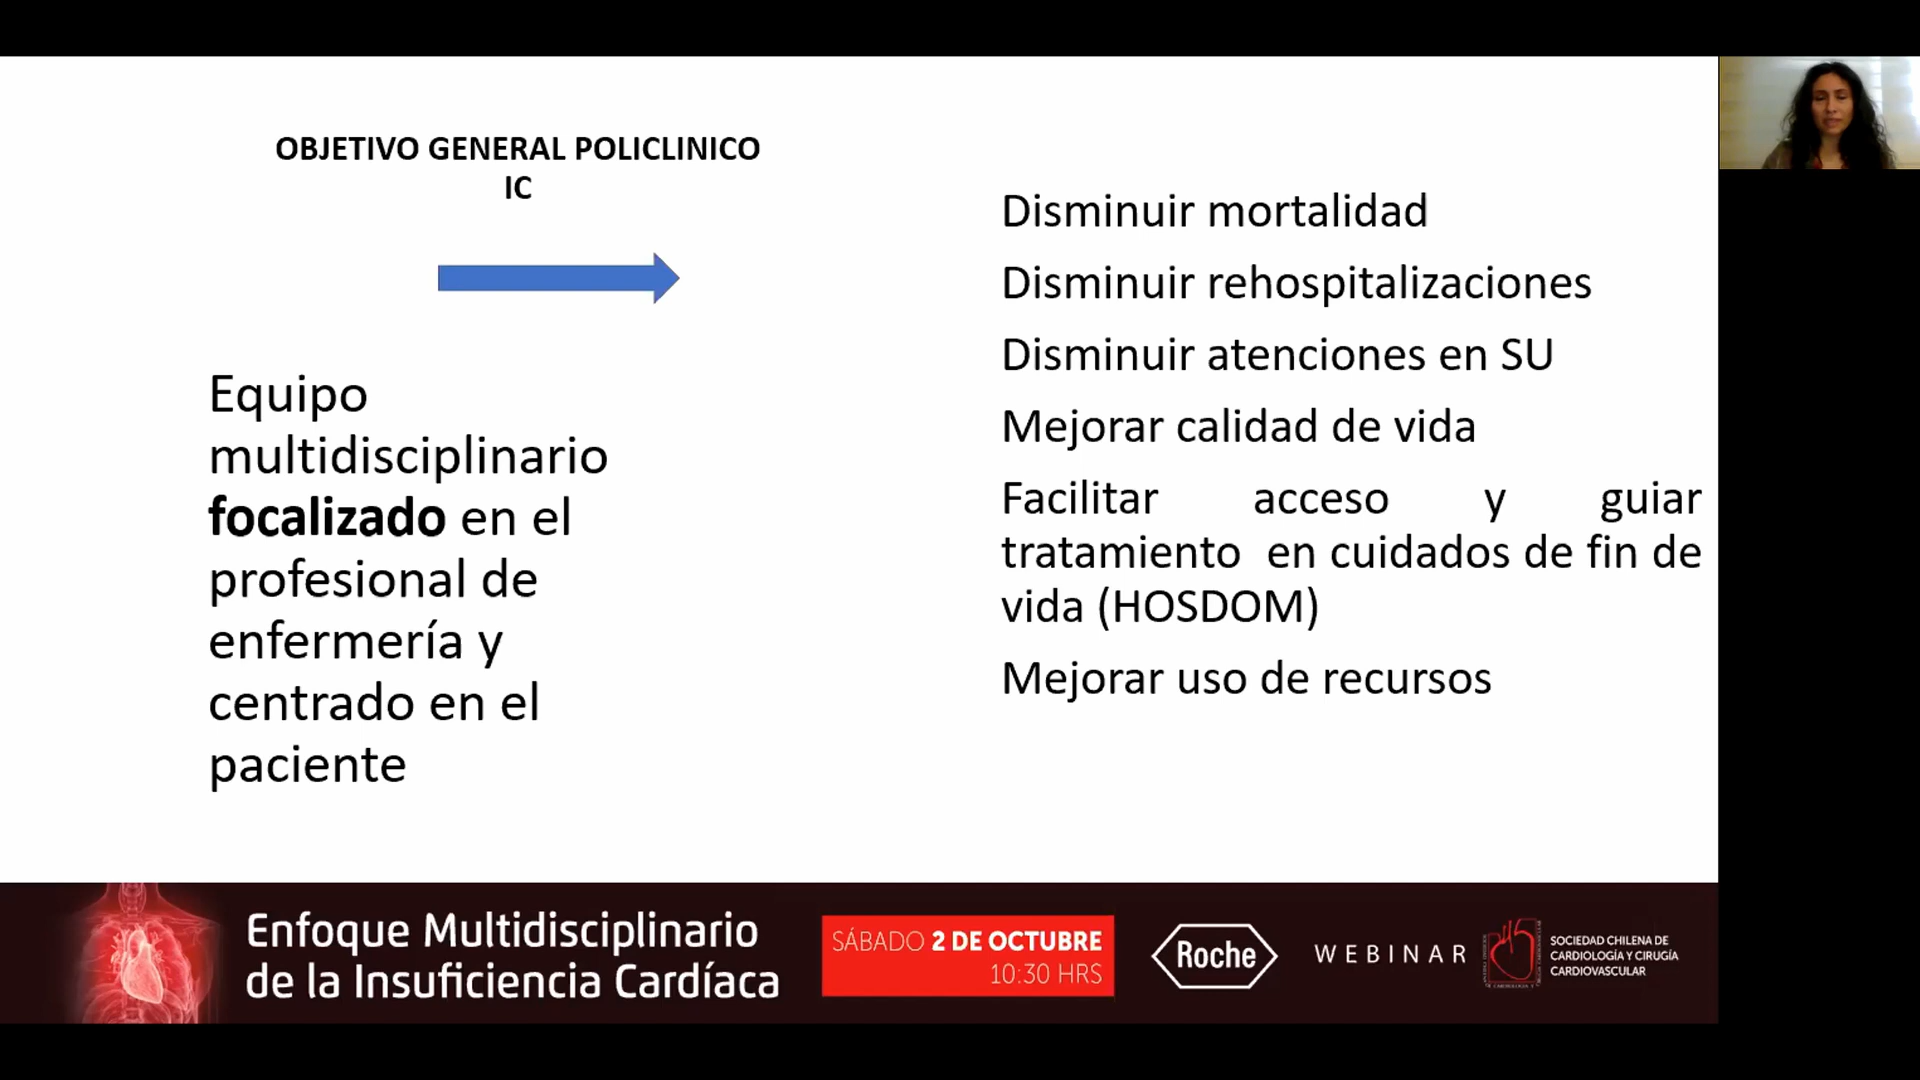 OBJETIVO GENERAL POLICLINICO
IC
Equipo
multidisciplinario
focalizado en el
profesional de
enfermería y
centrado en el
paciente
Disminuir mortalidad
Disminuir rehospitalizaciones
Disminuir atenciones en SU
Mejorar calidad de vida
Facilitar acceso y guiar
tratamiento en cuidados de fin de
vida (HOSDOM)
Mejorar uso de recursos
Enfoque Multidisciplinario
de la Insuficiencia Cardíaca
SÁBADO 2 DE OCTUBRE
10:30 HRS
Roche
WEBINAR
SOCIEDAD CHILENA DE
CARDIOLOGÍA Y CIRUGÍA
CARDIOVASCULAR